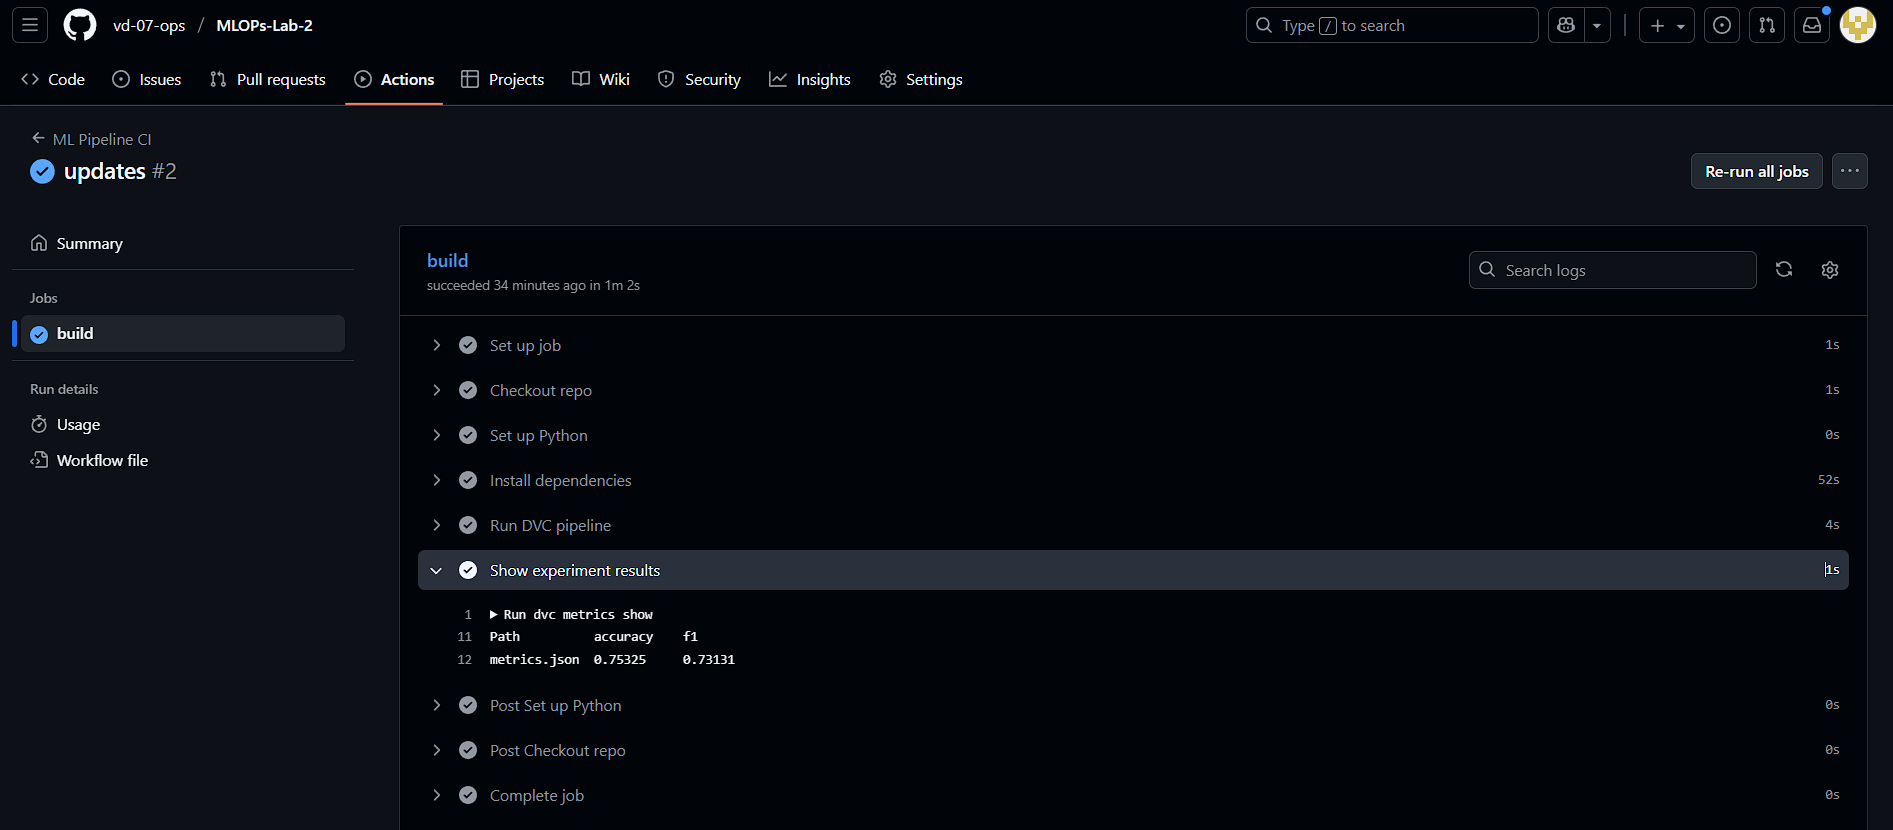 vd-07-ops / MLOPs-Lab-2
Type / to search
Code Issues Pull requests Actions Projects Wiki Security Insights Settings
ML Pipeline CI
updates #2
Re-run all jobs
Summary
Jobs
build
Run details
Usage
Workflow file
build
succeeded 34 minutes ago in 1m 2s
Search logs
Set up job 1s
Checkout repo 1s
Set up Python 0s
Install dependencies 52s
Run DVC pipeline 4s
Show experiment results 1s
1 Run dvc metrics show
11 Path accuracy f1
12 metrics.json 0.75325 0.73131
Post Set up Python 0s
Post Checkout repo 0s
Complete job 0s